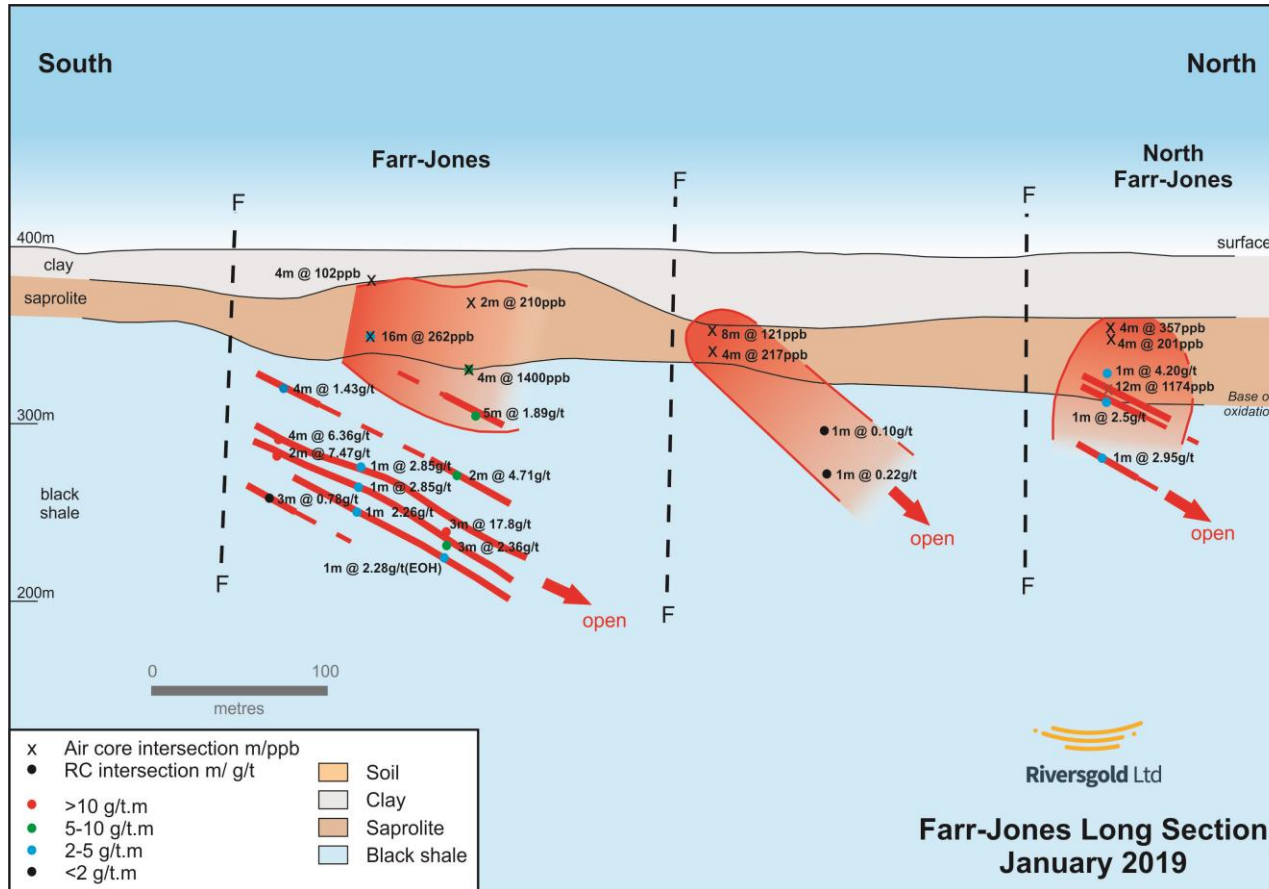 South
North
Farr-Jones
North
Farr-Jones
F
F
F
400m
surface
clay
saprolite
4m @ 102ppb
2m @ 210ppb
16m @ 262ppb
4m @ 1400ppb
8m @ 121ppb
4m @ 217ppb
4m @ 357ppb
4m @ 201ppb
1m @ 4.20g/t
12m @ 1174ppb
1m @ 2.5g/t
Base of
oxidation
4m @ 1.43g/t
5m @ 1.89g/t
300m
4m @ 6.36g/t
2m @ 7.47g/t
1m @ 2.85g/t
2m @ 4.71g/t
1m @ 0.10g/t
1m @ 2.95g/t
black
shale
3m @ 0.78g/t
1m @ 2.85g/t
1m 2.26g/t
1m @ 0.22g/t
3m @ 17.8g/t
3m @ 2.36g/t
1m @ 2.28g/t(EOH)
open
open
open
200m
F
F
F
0
100
metres
x Air core intersection m/ppb
RC intersection m/ g/t
>10 g/t.m
5-10 g/t.m
2-5 g/t.m
<2 g/t.m
Soil
Clay
Saprolite
Black shale
Riversgold Ltd
Farr-Jones Long Section
January 2019